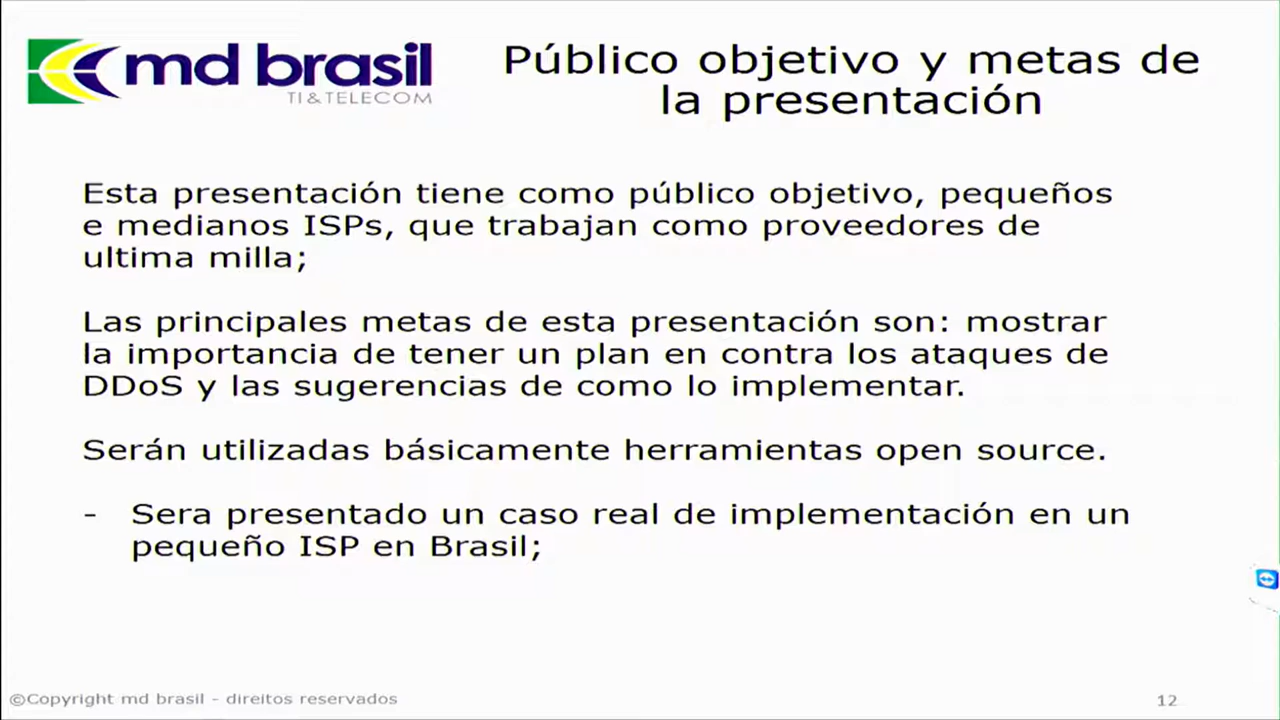 md brasil
TI & TELECOM
Público objetivo y metas de
la presentación
Esta presentación tiene como público objetivo, pequeños
e medianos ISPs, que trabajan como proveedores de
ultima milla;
Las principales metas de esta presentación son: mostrar
la importancia de tener un plan en contra los ataques de
DDoS y las sugerencias de como lo implementar.
Serán utilizadas básicamente herramientas open source.
- Sera presentado un caso real de implementación en un
pequeño ISP en Brasil;
©Copyright md brasil - direitos reservados
12